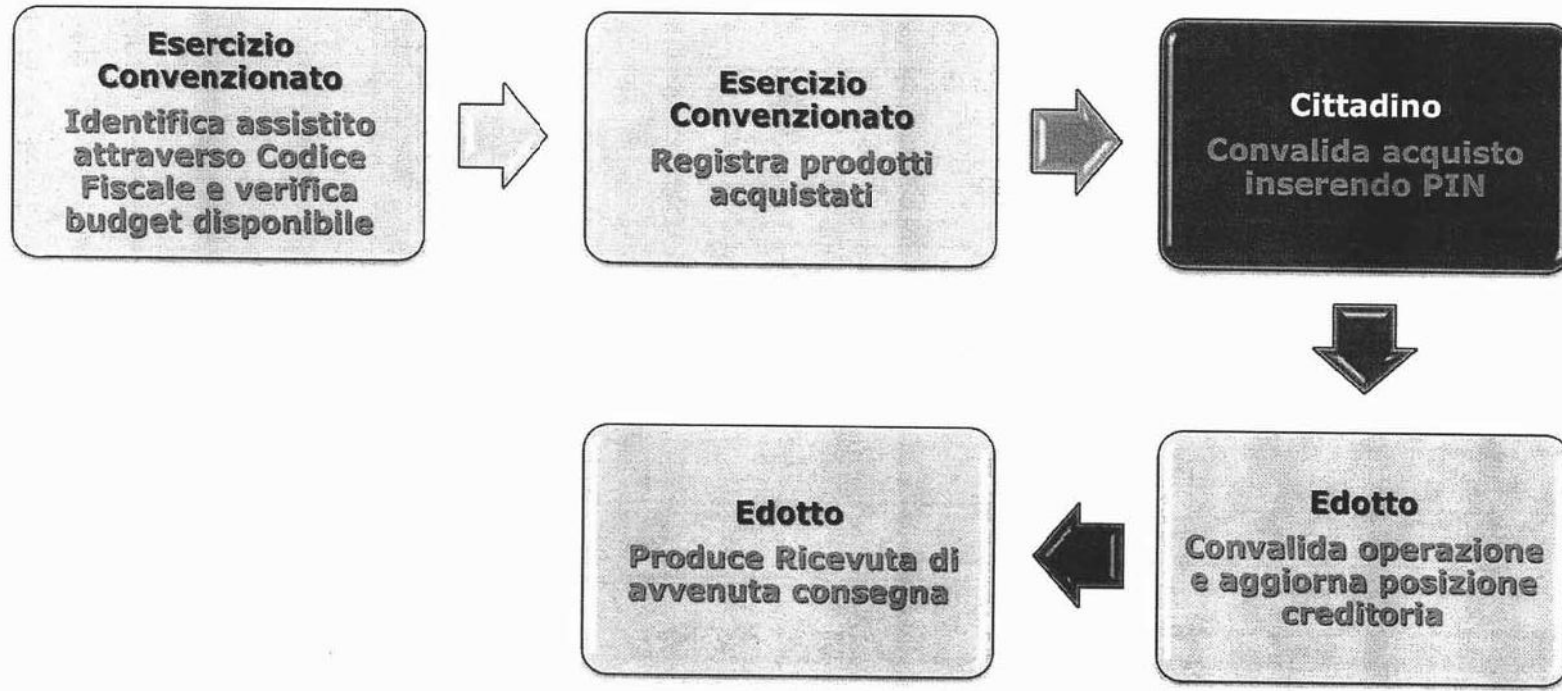 Esercizio
Convenzionato
Identifica assistito
attraverso Codice
Fiscale e verifica
budget disponibile
Esercizio
Convenzionato
Registra prodotti
acquistati
Cittadino
Convalida acquisto
inserendo PIN
Edotto
Convalida operazione
e aggiorna posizione
creditoria
Edotto
Produce Ricevuta di
avvenuta consegna